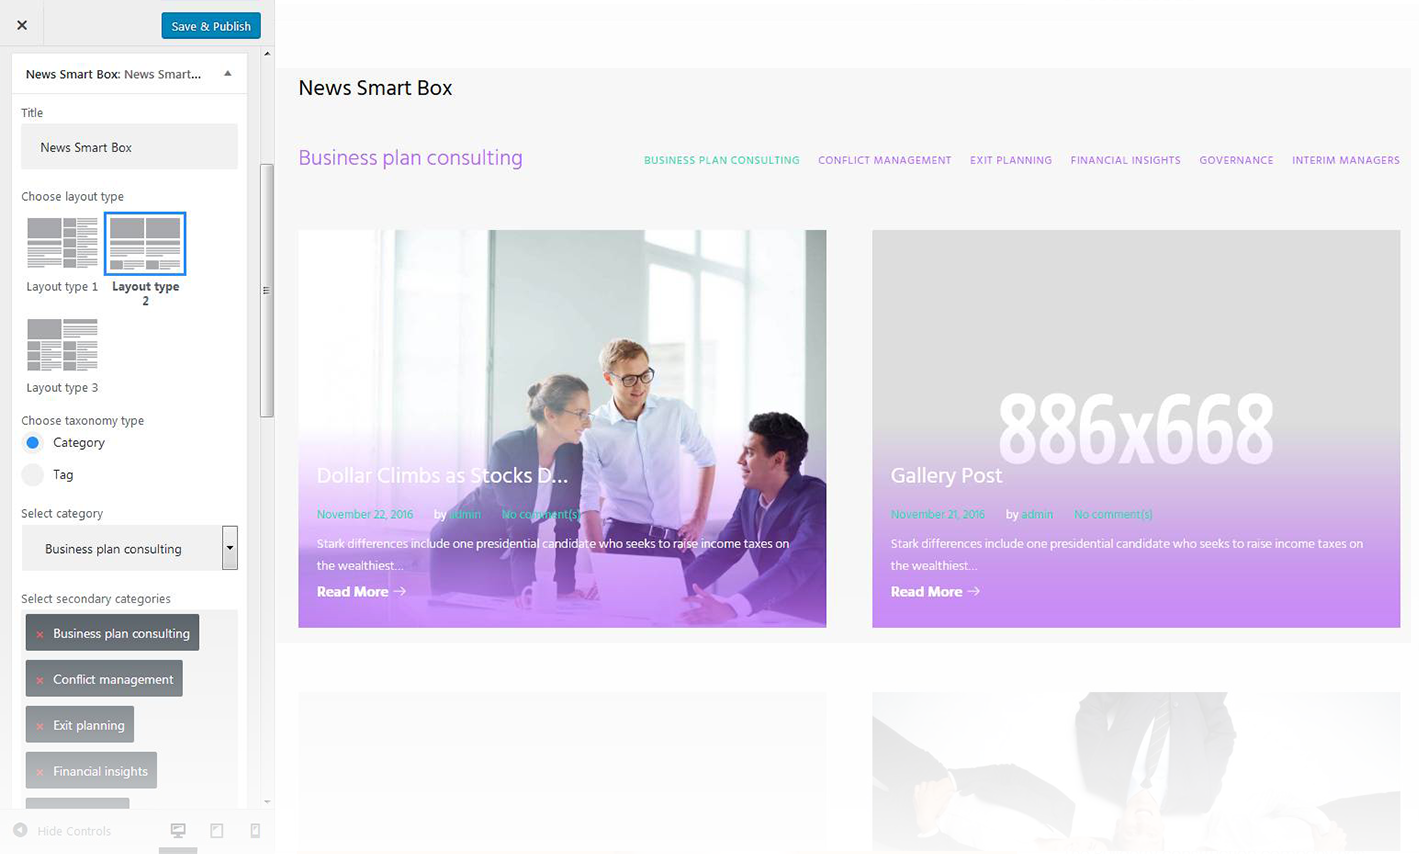 Save & Publish
News Smart Box: News Smart...
Title
News Smart Box
Choose layout type
Layout type 1
Layout type
2
Layout type 3
Choose taxonomy type
Category
Tag
Select category
Business plan consulting
Select secondary categories
× Business plan consulting
× Conflict management
× Exit planning
× Financial insights
Hide Controls
News Smart Box
Business plan consulting
BUSINESS PLAN CONSULTING CONFLICT MANAGEMENT EXIT PLANNING FINANCIAL INSIGHTS GOVERNANCE INTERIM MANAGERS
Dollar Climbs as Stocks D...
November 22, 2016 by admin No comment(s)
Stark differences include one presidential candidate who seeks to raise income taxes on
the wealthiest...
Read More →
886x668
Gallery Post
November 21, 2016 by admin No comment(s)
Stark differences include one presidential candidate who seeks to raise income taxes on
the wealthiest...
Read More →